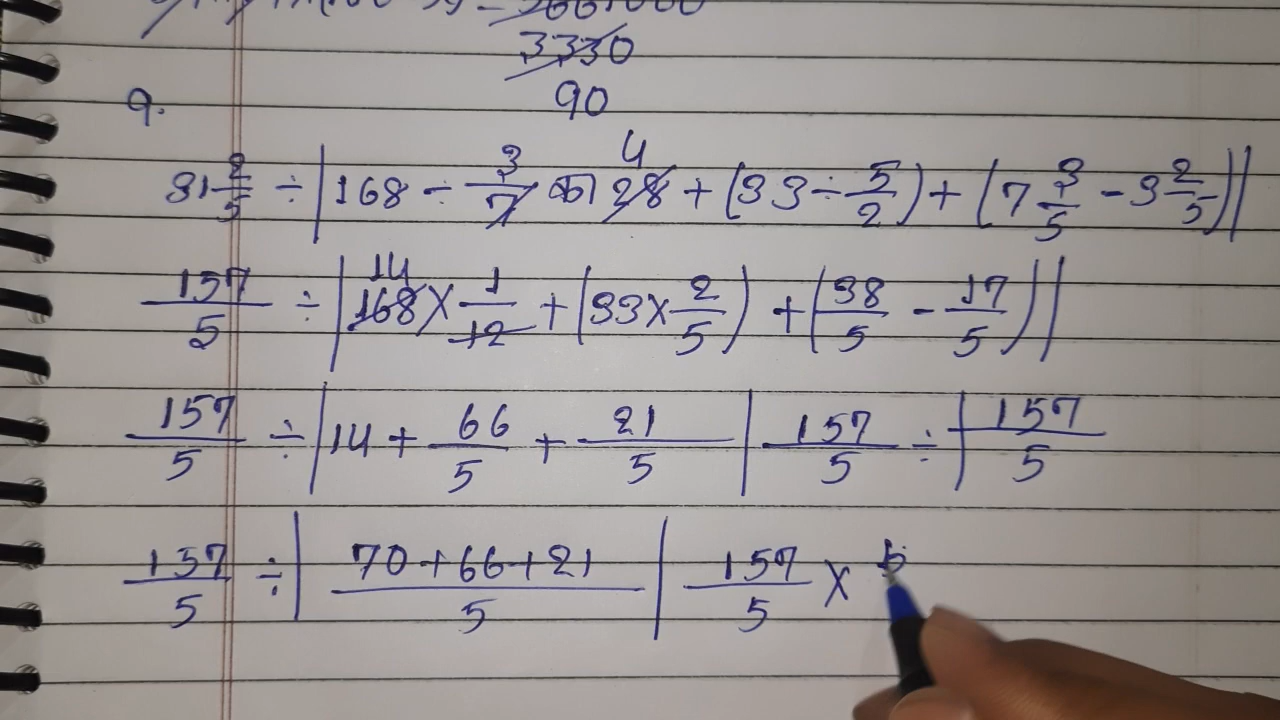 3330
9. 90
31 2/5 ÷ | 168 ÷ 3/7 of 28 4 + (33 ÷ 5/2) + (7 3/5 - 3 2/5) |
157/5 ÷ | 168 14 × 1/12 + (33 × 2/5) + (38/5 - 17/5) |
157/5 ÷ | 14 + 66/5 + 21/5 | 157/5 ÷ | 157/5
157/5 ÷ | 70+66+21/5 | 157/5 × 5